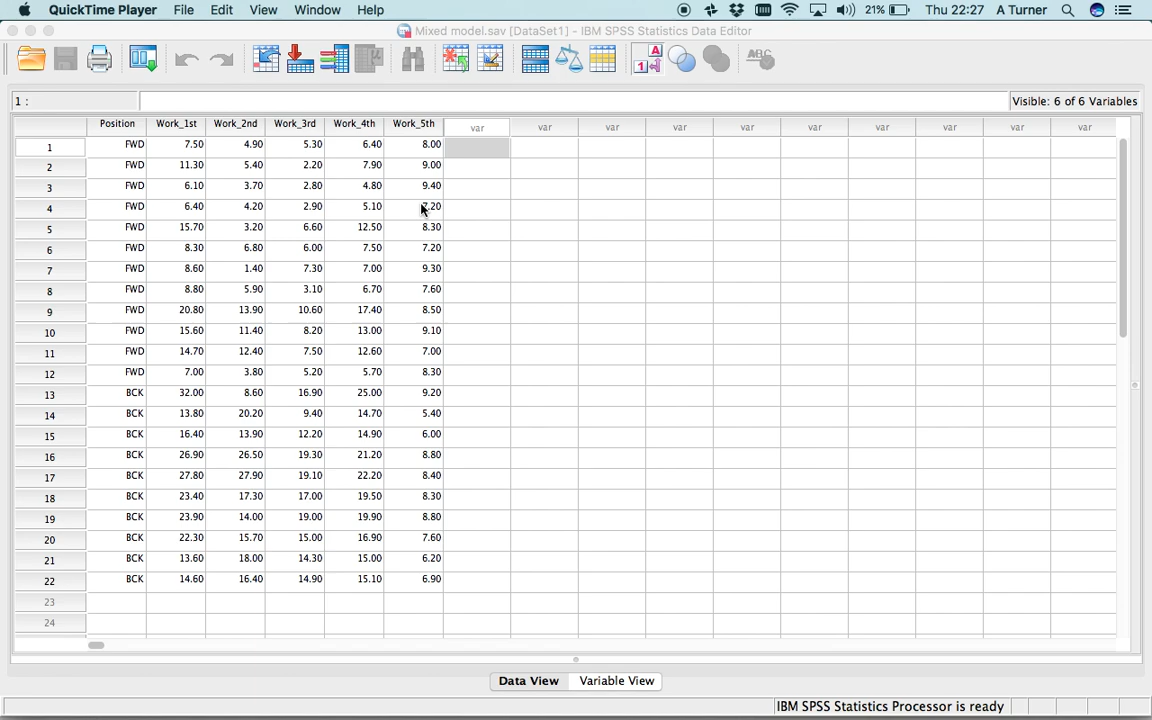 QuickTime Player File Edit View Window Help 21% Thu 22:27 A Turner
Mixed model.sav [DataSet1] - IBM SPSS Statistics Data Editor
A 1 ABC
1 : Visible: 6 of 6 Variables
Position Work_1st Work_2nd Work_3rd Work_4th Work_5th var var var var var var var var var var
1 FWD 7.50 4.90 5.30 6.40 8.00
2 FWD 11.30 5.40 2.20 7.90 9.00
3 FWD 6.10 3.70 2.80 4.80 9.40
4 FWD 6.40 4.20 2.90 5.10 7.20
5 FWD 15.70 3.20 6.60 12.50 8.30
6 FWD 8.30 6.80 6.00 7.50 7.20
7 FWD 8.60 1.40 7.30 7.00 9.30
8 FWD 8.80 5.90 3.10 6.70 7.60
9 FWD 20.80 13.90 10.60 17.40 8.50
10 FWD 15.60 11.40 8.20 13.00 9.10
11 FWD 14.70 12.40 7.50 12.60 7.00
12 FWD 7.00 3.80 5.20 5.70 8.30
13 BCK 32.00 8.60 16.90 25.00 9.20
14 BCK 13.80 20.20 9.40 14.70 5.40
15 BCK 16.40 13.90 12.20 14.90 6.00
16 BCK 26.90 26.50 19.30 21.20 8.80
17 BCK 27.80 27.90 19.10 22.20 8.40
18 BCK 23.40 17.30 17.00 19.50 8.30
19 BCK 23.90 14.00 19.00 19.90 8.80
20 BCK 22.30 15.70 15.00 16.90 7.60
21 BCK 13.60 18.00 14.30 15.00 6.20
22 BCK 14.60 16.40 14.90 15.10 6.90
23
24
Data View Variable View
IBM SPSS Statistics Processor is ready